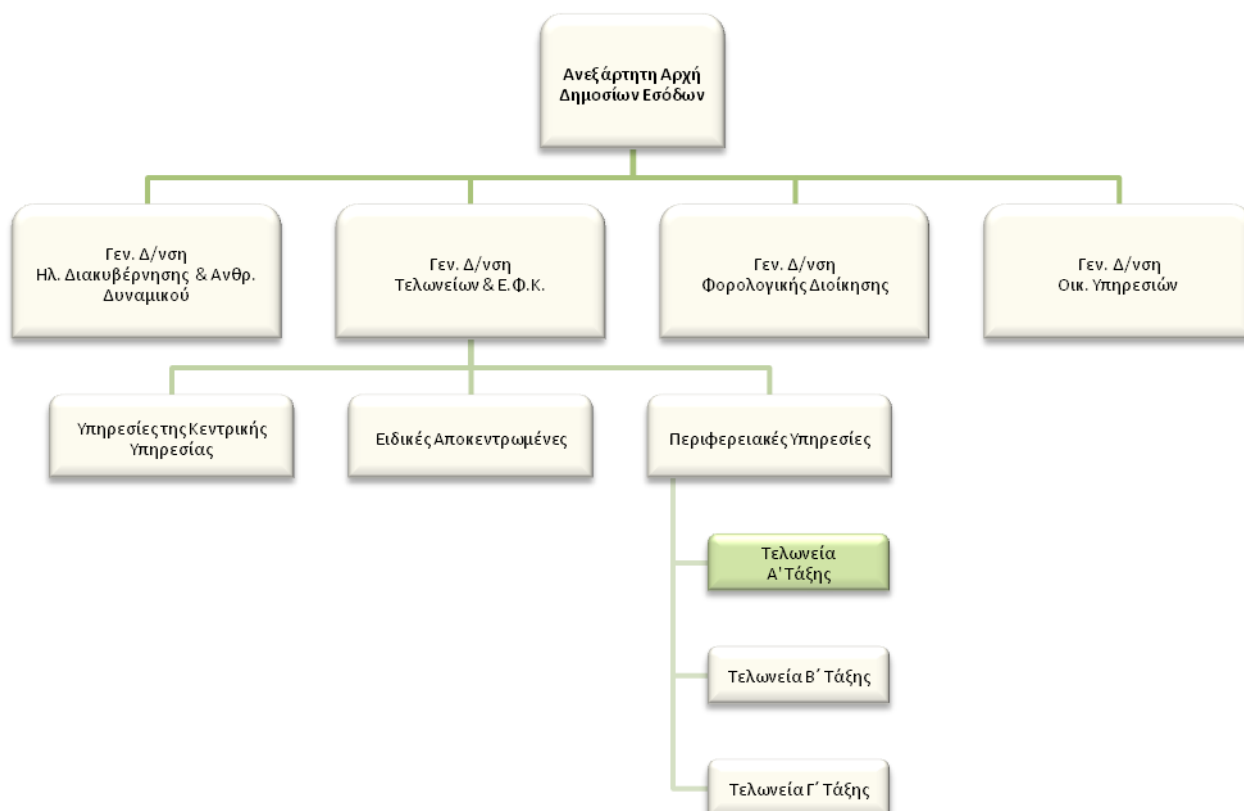 Ανεξάρτητη Αρχή
Δημοσίων Εσόδων
Γεν. Δ/νση
Ηλ. Διακυβέρνησης & Ανθρ.
Δυναμικού
Γεν. Δ/νση
Τελωνείων & Ε.Φ.Κ.
Γεν. Δ/νση
Φορολογικής Διοίκησης
Γεν. Δ/νση
Οικ. Υπηρεσιών
Υπηρεσίες της Κεντρικής
Υπηρεσίας
Ειδικές Αποκεντρωμένες
Περιφερειακές Υπηρεσίες
Τελωνεία
Α' Τάξης
Τελωνεία Β΄ Τάξης
Τελωνεία Γ΄ Τάξης